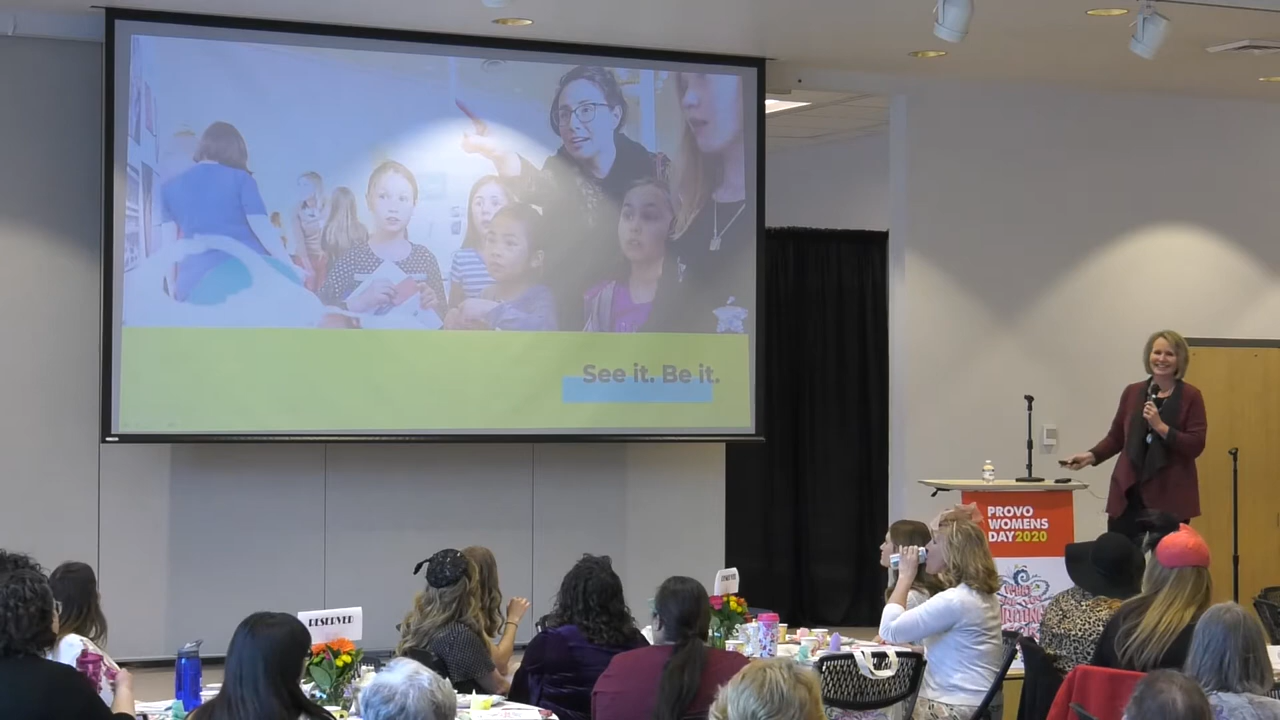 See it. Be it.
PROVO
WOMENS
DAY2020
RESERVED